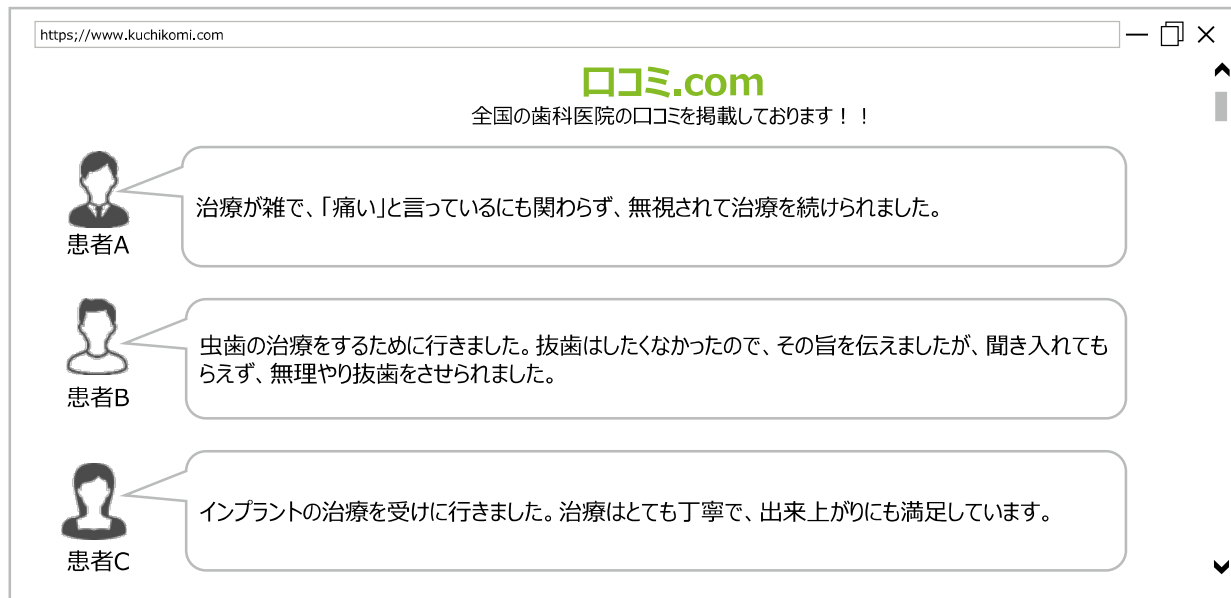 https;//www.kuchikomi.com
口コミ.com
全国の歯科医院の口コミを掲載しております！！
治療が雑で、「痛い」と言っているにも関わらず、無視されて治療を続けられました。
患者A
虫歯の治療をするために行きました。抜歯はしたくなかったので、その旨を伝えましたが、聞き入れても
らえず、無理やり抜歯をさせられました。
患者B
インプラントの治療を受けに行きました。治療はとても丁寧で、出来上がりにも満足しています。
患者C